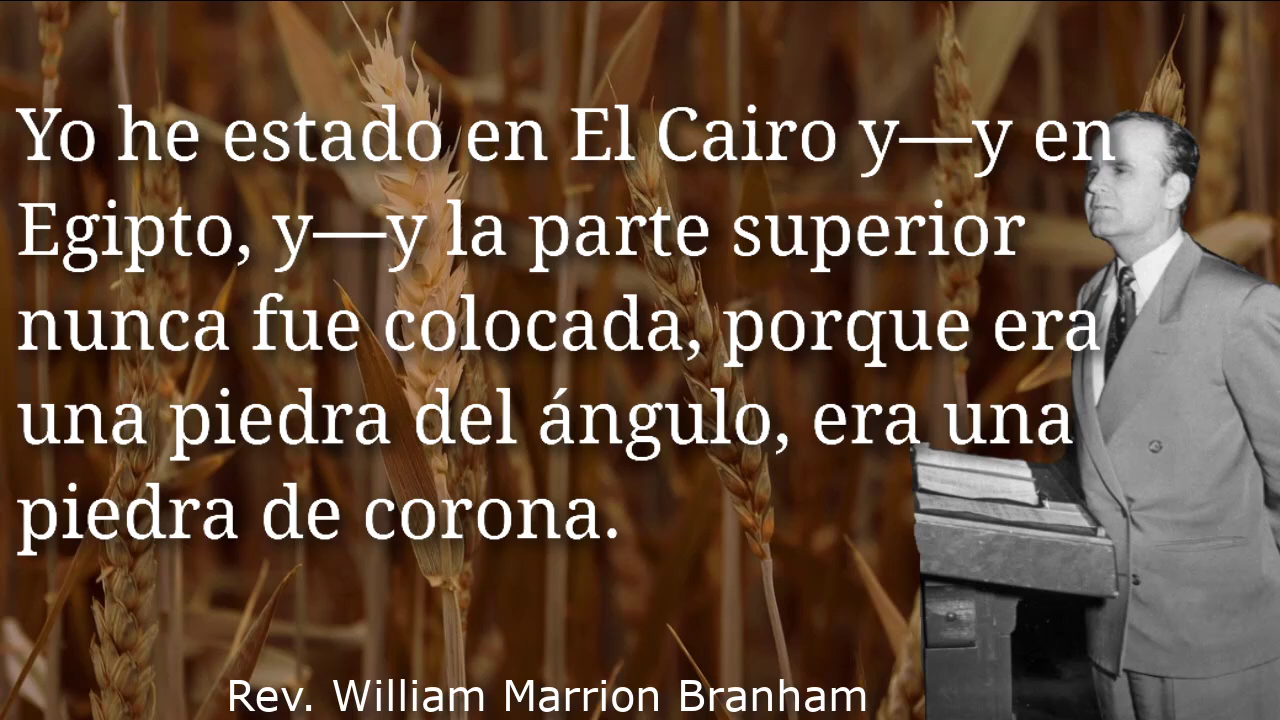 Yo he estado en El Cairo y—y en
Egipto, y—y la parte superior
nunca fue colocada, porque era
una piedra del ángulo, era una
piedra de corona.
Rev. William Marrion Branham